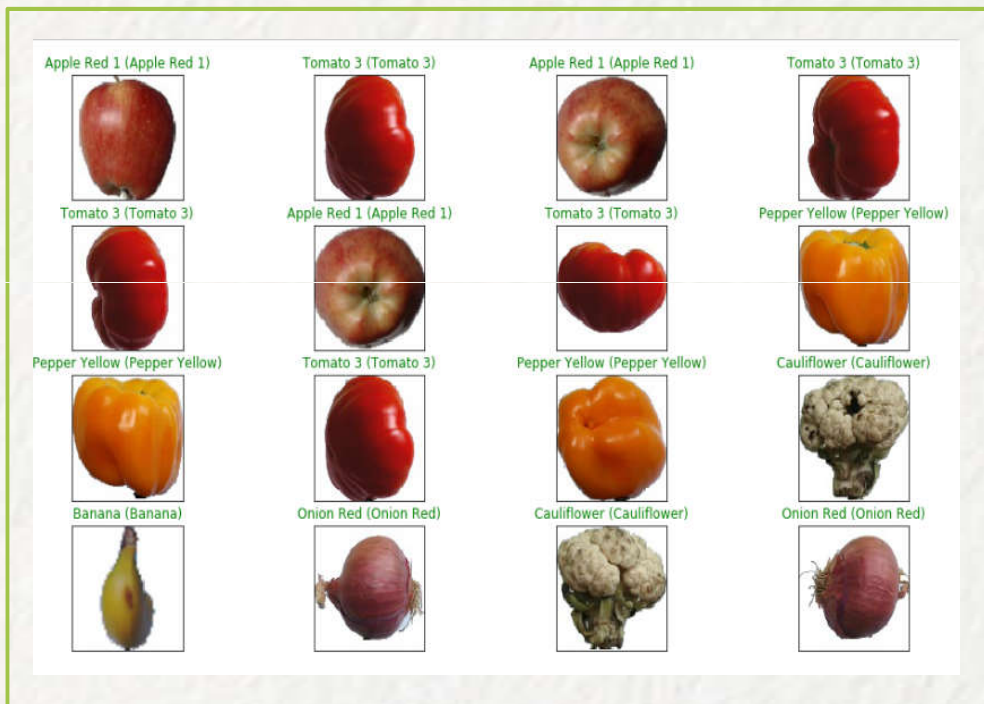 Apple Red 1 (Apple Red 1)
Tomato 3 (Tomato 3)
Apple Red 1 (Apple Red 1)
Tomato 3 (Tomato 3)
Tomato 3 (Tomato 3)
Apple Red 1 (Apple Red 1)
Tomato 3 (Tomato 3)
Pepper Yellow (Pepper Yellow)
Pepper Yellow (Pepper Yellow)
Tomato 3 (Tomato 3)
Pepper Yellow (Pepper Yellow)
Cauliflower (Cauliflower)
Banana (Banana)
Onion Red (Onion Red)
Cauliflower (Cauliflower)
Onion Red (Onion Red)